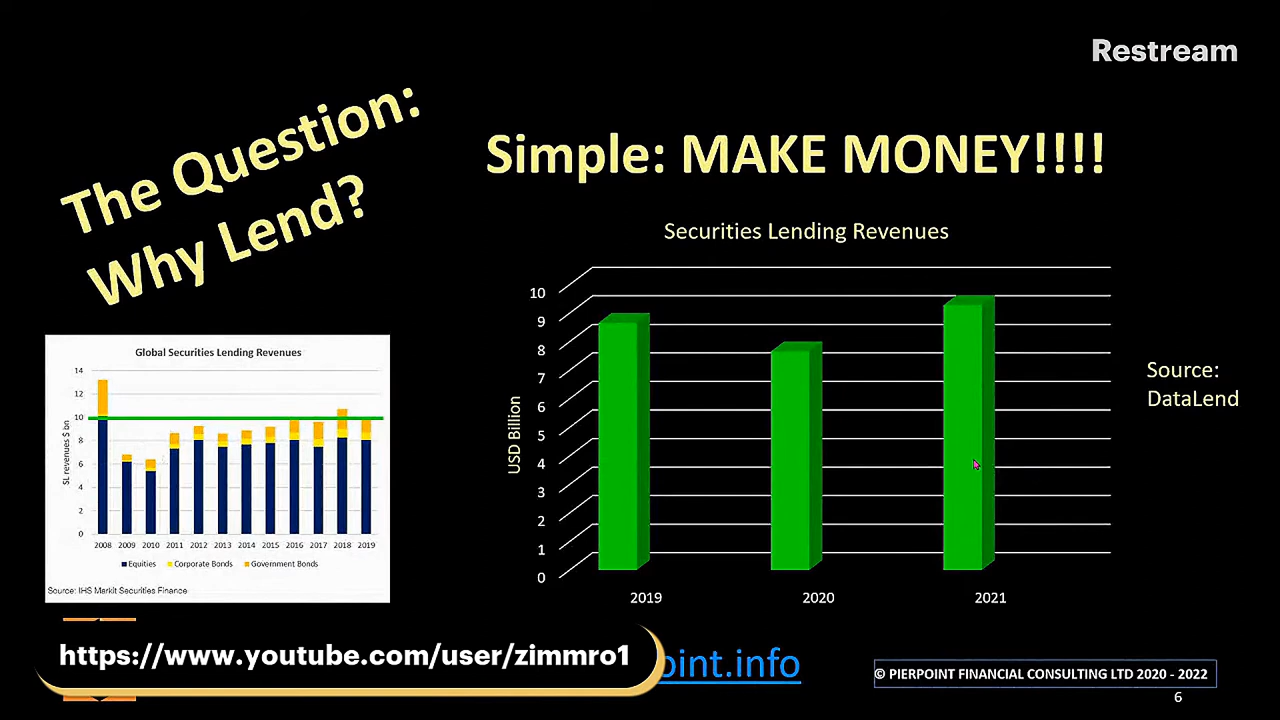 Restream
The Question:
Why Lend?
Simple: MAKE MONEY!!!!
Securities Lending Revenues
10
9
8
7
6
5
4
3
2
1
0
USD Billion
2019 2020 2021
Source:
DataLend
Global Securities Lending Revenues
14
12
10
8
6
4
2
0
SL revenues $ bn
2008 2009 2010 2011 2012 2013 2014 2015 2016 2017 2018 2019
Equities Corporate Bonds Government Bonds
Source: IHS Markit Securities Finance
https://www.youtube.com/user/zimmro1
oint.info
© PIERPOINT FINANCIAL CONSULTING LTD 2020 - 2022
6